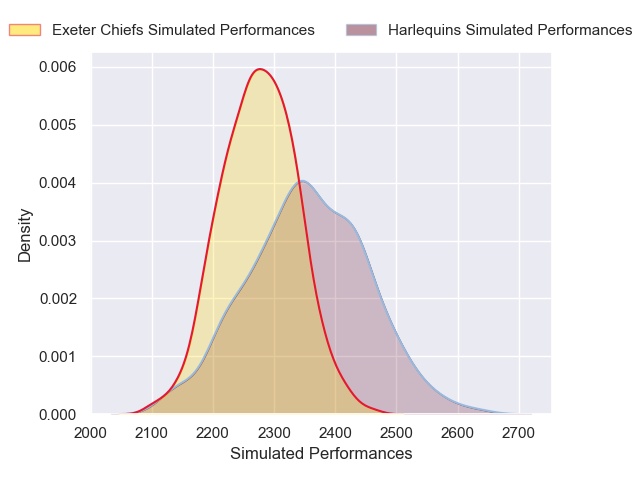 Exeter Chiefs Simulated Performances Harlequins Simulated Performances
0.006
0.005
0.004
0.003
0.002
0.001
0.000
Density
2000 2100 2200 2300 2400 2500 2600 2700
Simulated Performances